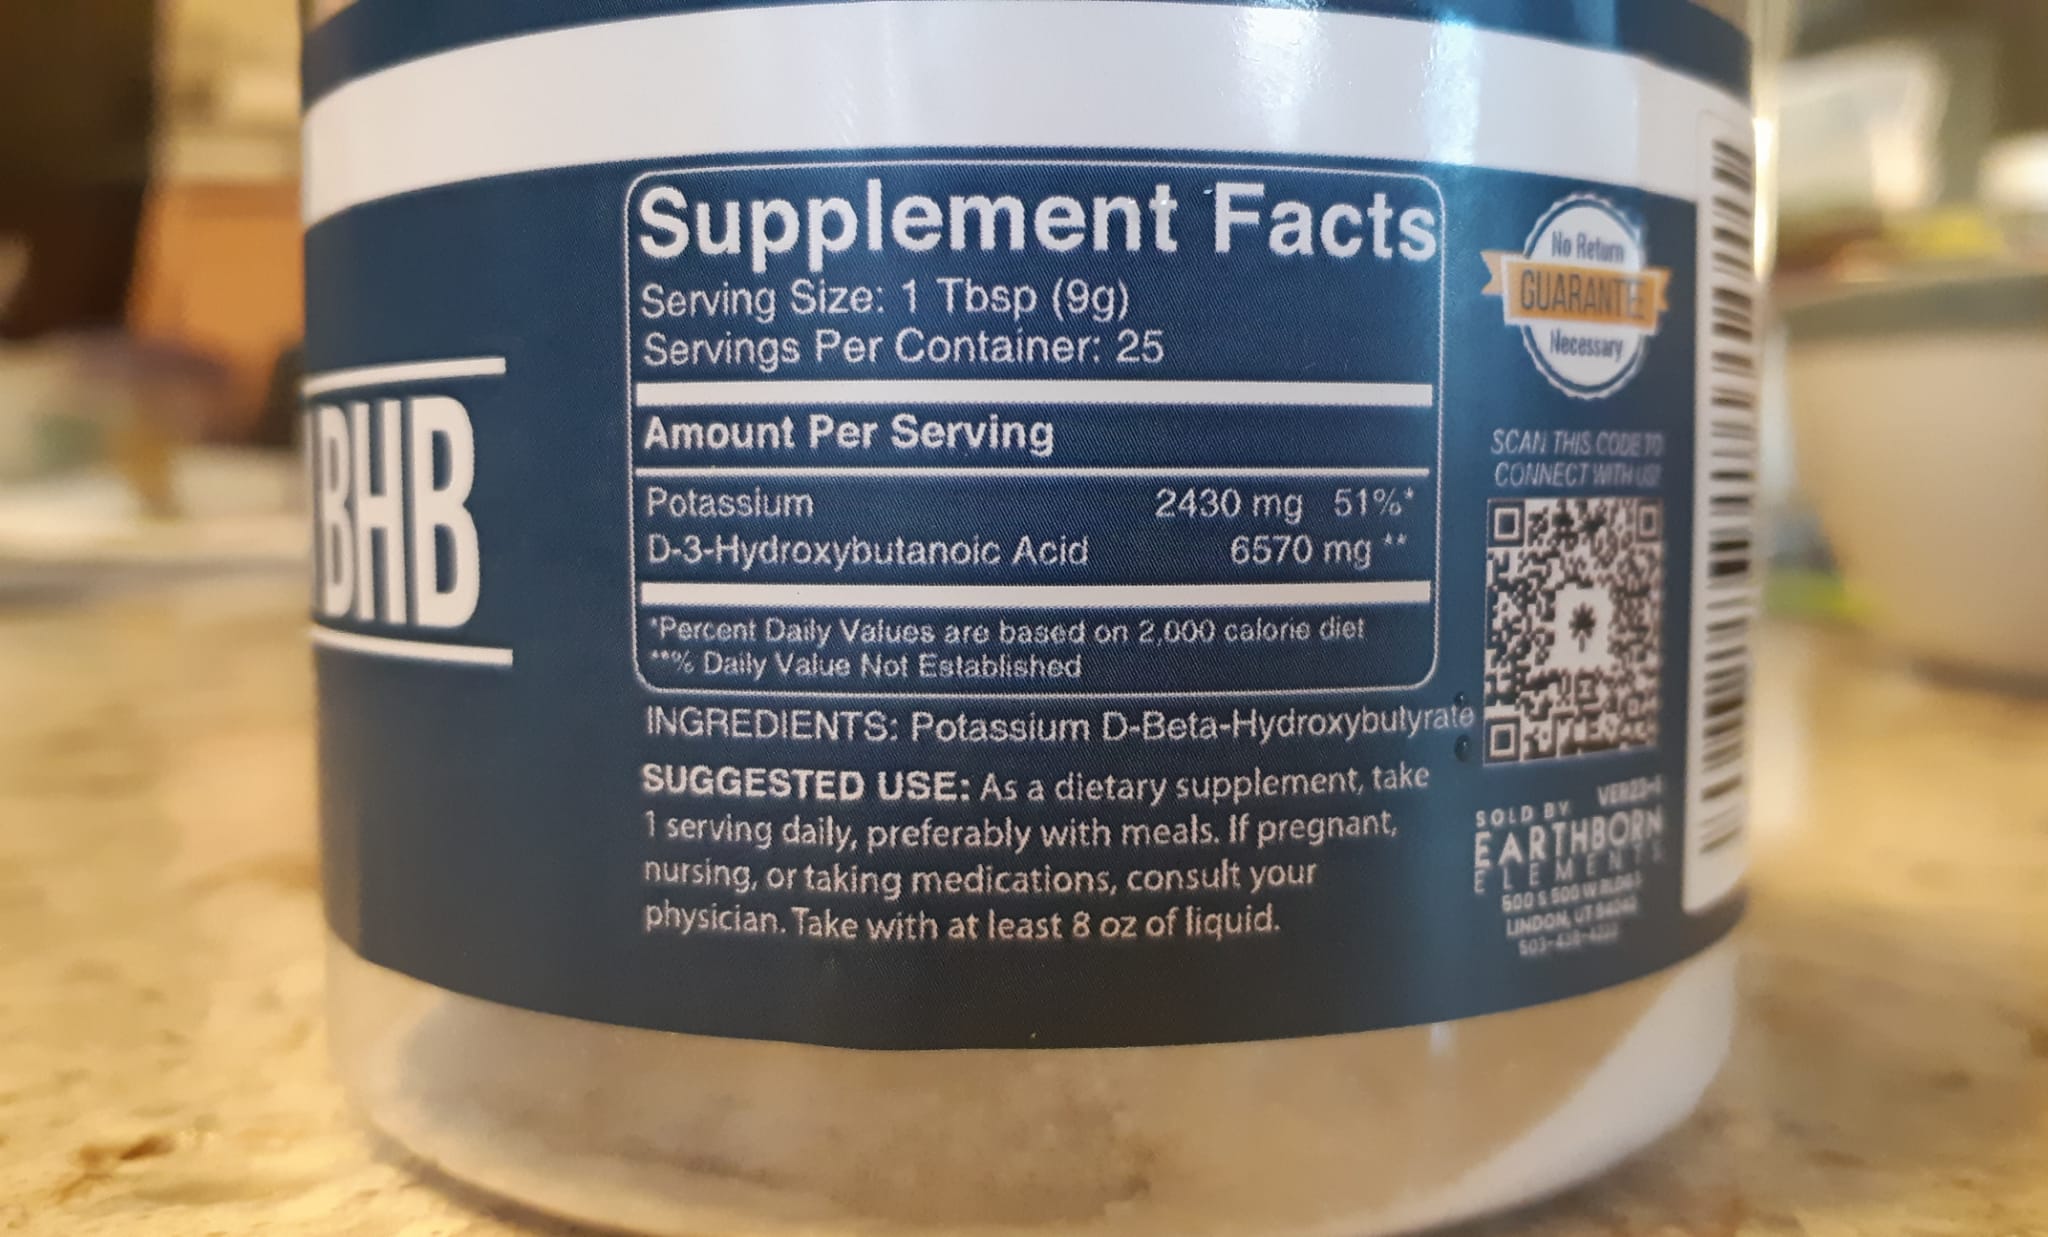 BHB
Supplement Facts
Serving Size: 1 Tbsp (9g)
Servings Per Container: 25
Amount Per Serving
Potassium 2430 mg 51%*
D-3-Hydroxybutanoic Acid 6570 mg **
*Percent Daily Values are based on 2,000 calorie diet
**% Daily Value Not Established
INGREDIENTS: Potassium D-Beta-Hydroxybutyrate
SUGGESTED USE: As a dietary supplement, take
1 serving daily, preferably with meals. If pregnant,
nursing, or taking medications, consult your
physician. Take with at least 8 oz of liquid.
No Return
GUARANTEE
Necessary
SCAN THIS CODE TO
CONNECT WITH US!
SOLD BY
EARTHBORN
ELEMENTS
500 S 500 W
LINDON, UT